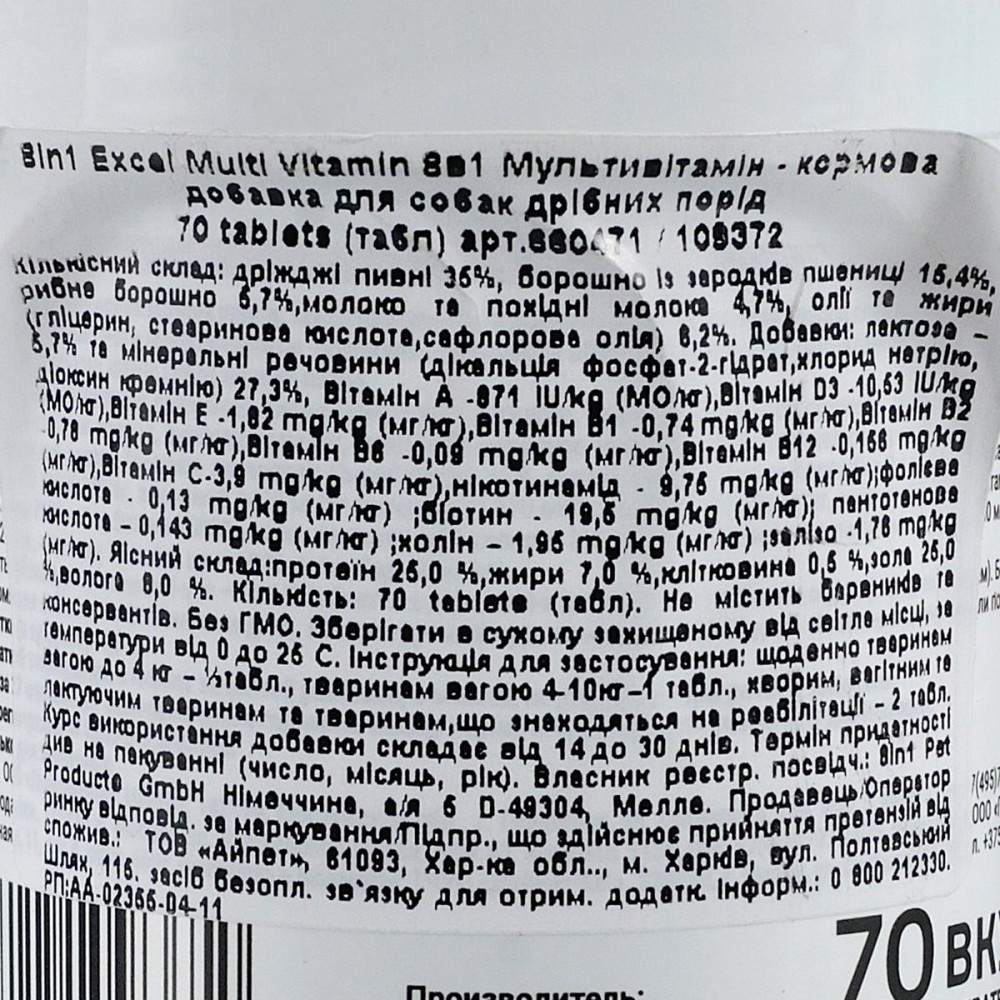 8in1 Excel Multi Vitamin 8в1 Мультивітамін - кормова
добавка для собак дрібних порід
70 tablets (табл) арт.660471 / 109372
Кількісний склад: дріжджі пивні 35%, борошно із зародків пшениці 15,4%,
рибне борошно 6,7%,молоко та похідні молока 4,7%, олії та жири
(гліцерин, стеаринова кислота,сафлорова олія) 6,2%. Добавки: лактоза –
5,7% та мінеральні речовини (дікальція фосфат-2-гідрат,хлорид натрію,
діоксин кремнію) 27,3%, Вітамін А -871 IU/kg (МО/кг),Вітамін D3 -10,53 IU/kg
(МО/кг),Вітамін Е -1,82 mg/kg (мг/кг),Вітамін В1 -0,74 mg/kg (мг/кг),Вітамін В2
-0,78 mg/kg (мг/кг),Вітамін В6 -0,09 mg/kg (мг/кг),Вітамін В12 -0,166 mg/kg
(мг/кг),Вітамін С-3,9 mg/kg (мг/кг),нікотинамід - 9,75 mg/kg (мг/кг);фолієва
кислота - 0,13 mg/kg (мг/кг) ;біотин - 19,5 mg/kg (мг/кг); пантотенова
кислота – 0,143 mg/kg (мг/кг) ;холін – 1,95 mg/kg (мг/кг) ;залізо -1,76 mg/kg
(мг/кг). Якісний склад:протеїн 25,0 %,жири 7,0 %,клітковина 0,5 %,зола 25,0
%,волога 8,0 %. Кількість: 70 tablets (табл). Не містить барвників та
консервантів. Без ГМО. Зберігати в сухому захищеному від світла місці, за
температури від 0 до 25 С. Інструкція для застосування: щоденно тваринам
вагою до 4 кг – ½табл., тваринам вагою 4-10кг–1 табл., хворим, вагітним та
лактуючим тваринам та тваринам,що знаходяться на реабілітації – 2 табл.
Курс використання добавки складає від 14 до 30 днів. Термін придатності
див на пакуванні (число, місяць, рік). Власник реєстр. посвідч.: 8in1 Pet
Products GmbH Німеччина, а/я 6 D-49304, Мелле. Продавець/Оператор
ринку відповід. за маркування/Підпр., що здійснює прийняття претензій від
спожив.: ТОВ «Айпет», 61093, Хар-ка обл.., м. Харків, вул. Полтавський
Шлях, 116. засіб безопл. зв`язку для отрим. додатк. інформ.: 0 800 212330.
РП:АА-02366-04-11
70 ВК
Производитель: